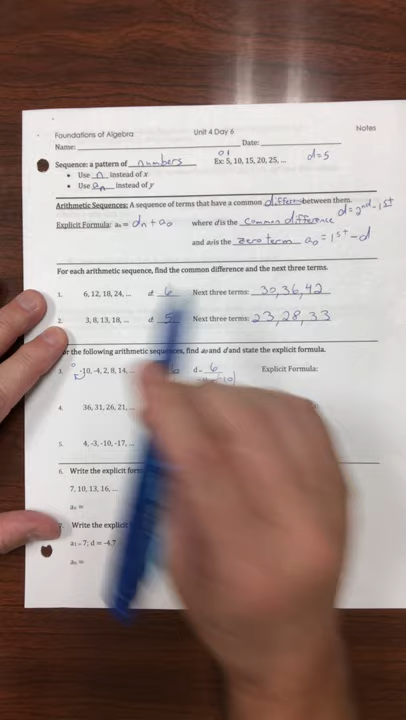 Foundations of Algebra Unit 4 Day 6 Notes
Name: Date:
0 1
Sequence: a pattern of numbers Ex: 5, 10, 15, 20, 25, ... d=5
• Use n instead of x
• Use an instead of y
Arithmetic Sequences: A sequence of terms that have a common difference between them.
d=2nd-1st
Explicit Formula: an= dn+a0 where d is the common difference
and a0 is the zero term a0=1st-d
For each arithmetic sequence, find the common difference and the next three terms.
1. 6, 12, 18, 24, ... d: 6 Next three terms: 30,36,42
2. 3, 8, 13, 18, ... d: 5 Next three terms: 23,28,33
the following arithmetic sequences, find a0 and d and state the explicit formula.
3. -10, -4, 2, 8, 14, ... d= 6 Explicit Formula:
4. 36, 31, 26, 21,
5. 4, -3, -10, -17, ...
6. Write the explicit
7, 10, 13, 16, ...
an =
Write the explicit
a1=7; d = -4.7
an =